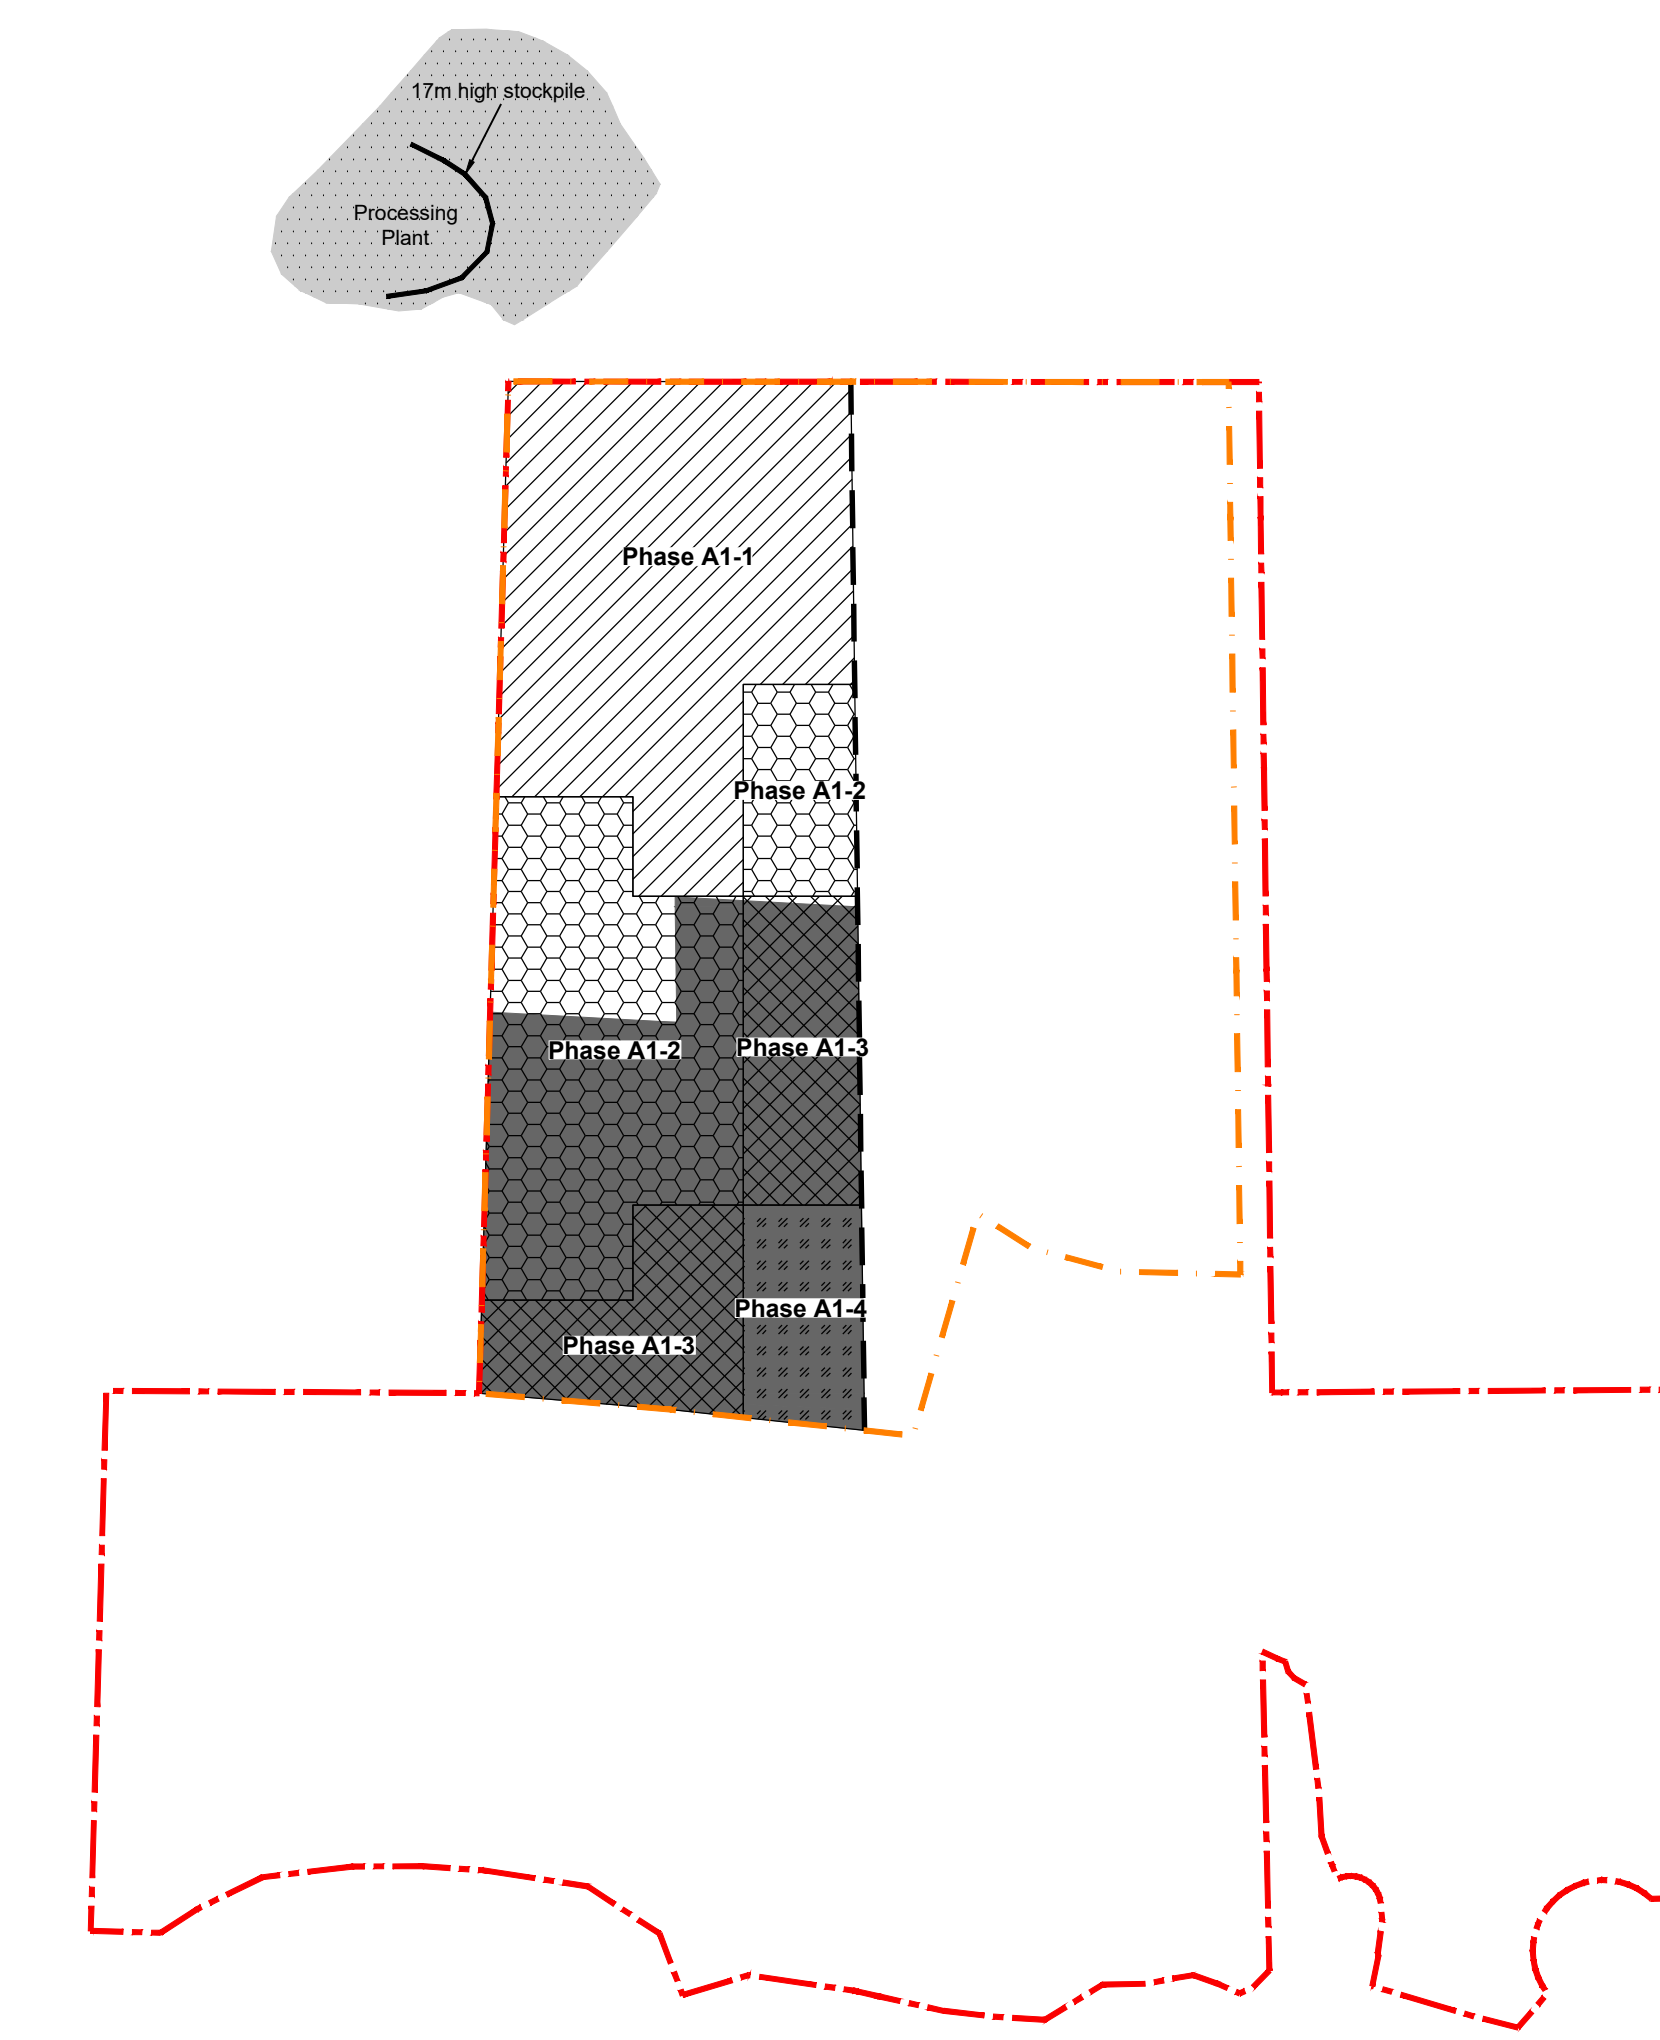 17m high stockpile
Processing
Plant
Phase A1-1
Phase A1-2
Phase A1-2
Phase A1-3
Phase A1-4
Phase A1-3